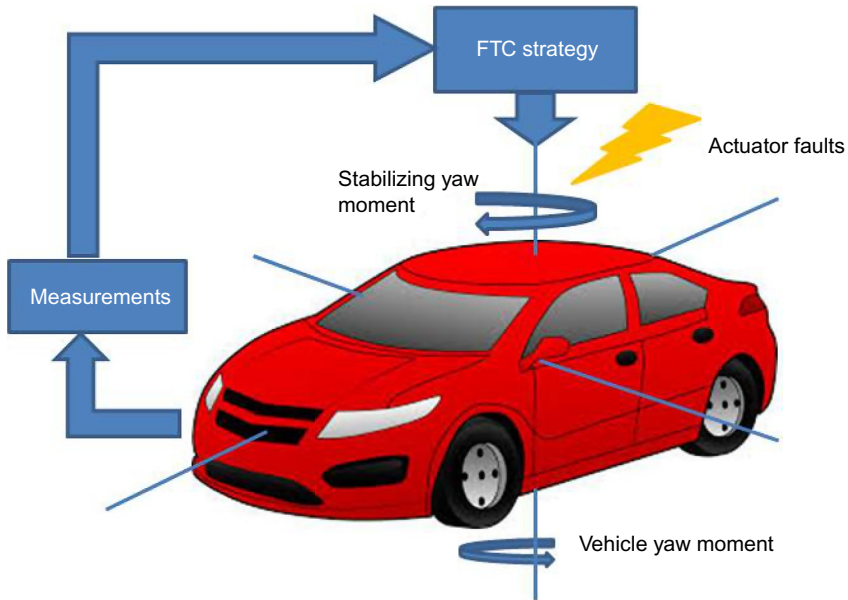 FTC strategy
Actuator faults
Stabilizing yaw
moment
Measurements
Vehicle yaw moment